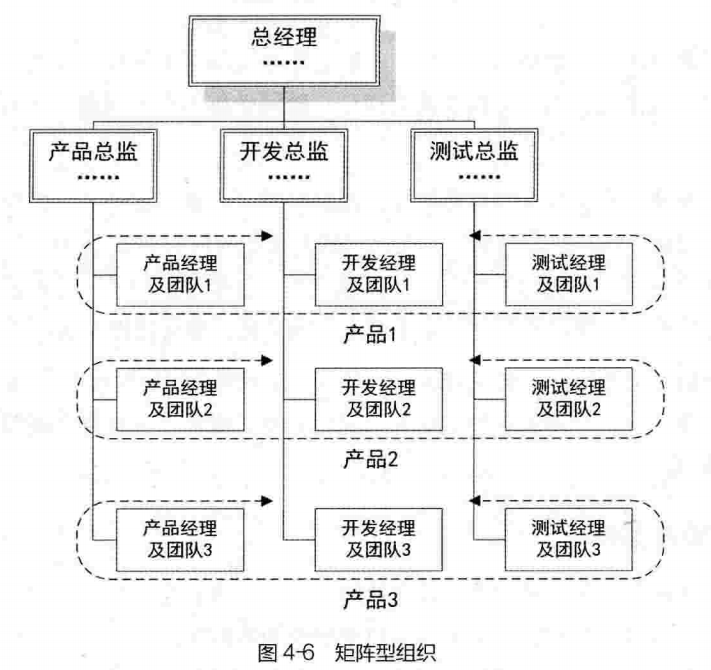 总经理
……
产品总监
……
开发总监
……
测试总监
……
产品经理
及团队1
开发经理
及团队1
测试经理
及团队1
产品1
产品经理
及团队2
开发经理
及团队2
测试经理
及团队2
产品2
产品经理
及团队3
开发经理
及团队3
测试经理
及团队3
产品3
图 4-6 矩阵型组织